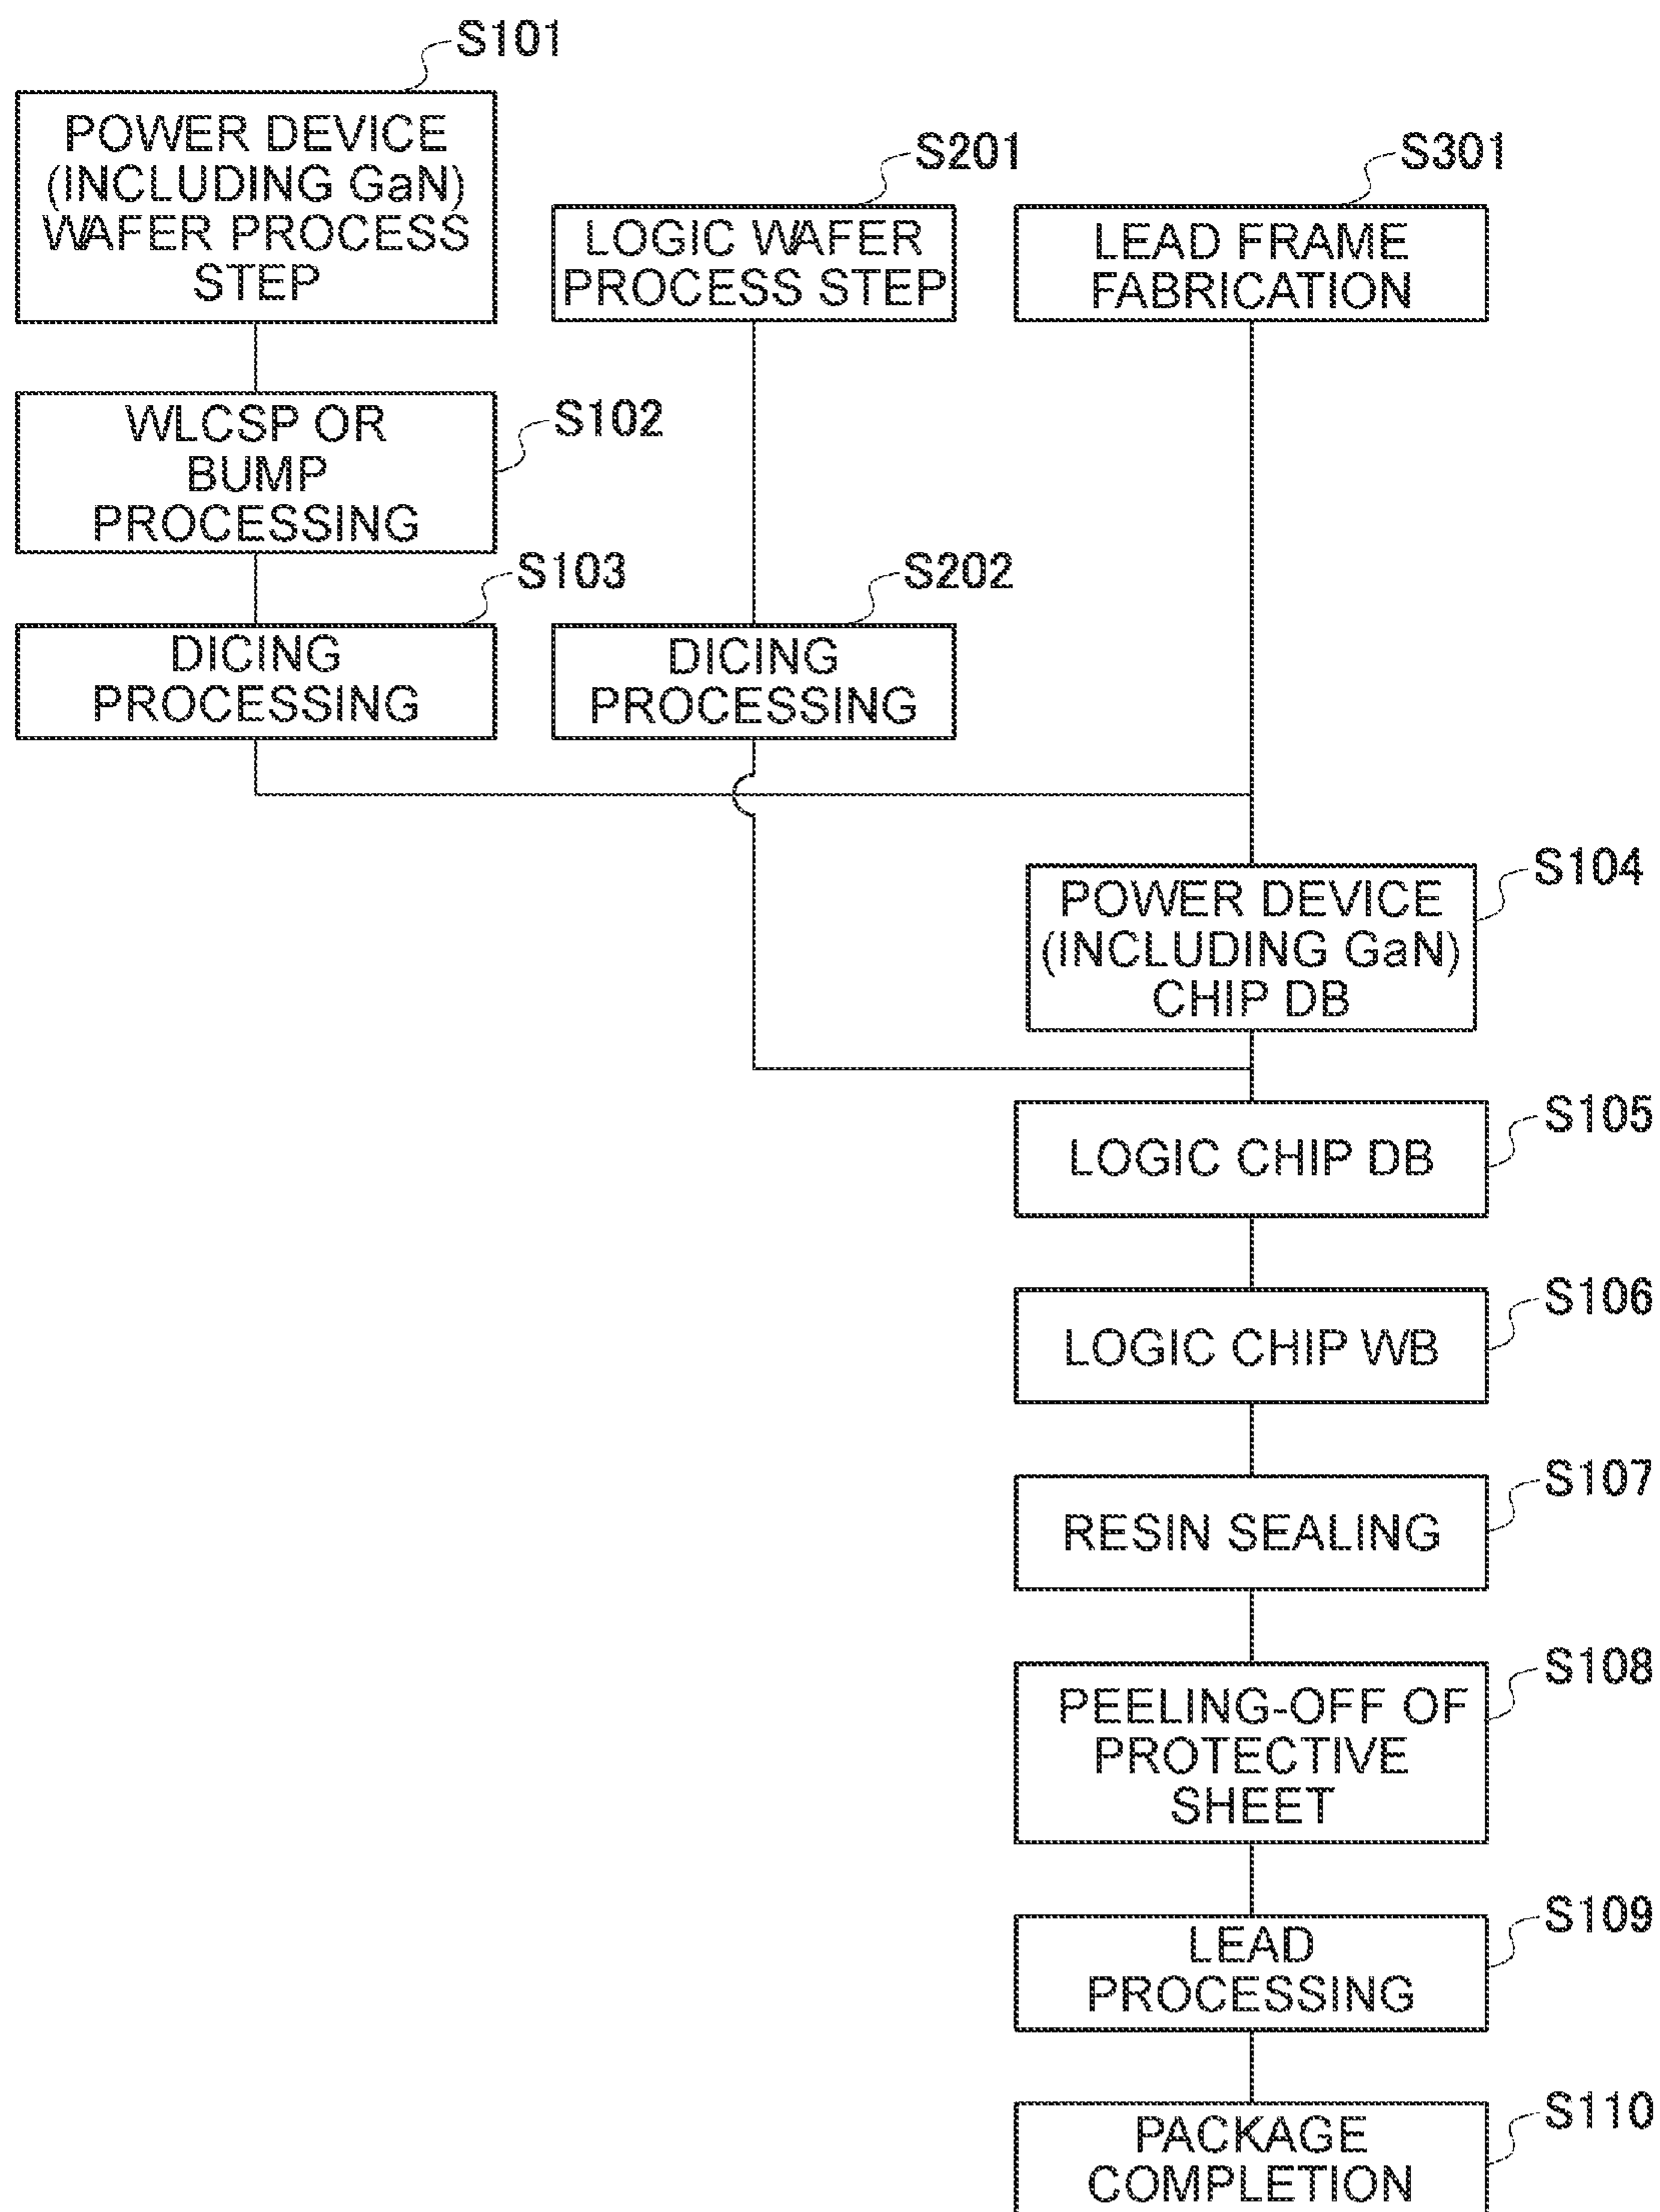 S101
POWER DEVICE
(INCLUDING GaN)
WAFER PROCESS
STEP
S201
LOGIC WAFER
PROCESS STEP
S301
LEAD FRAME
FABRICATION
WLCSP OR
BUMP
PROCESSING
S102
S103
DICING
PROCESSING
S202
DICING
PROCESSING
S104
POWER DEVICE
(INCLUDING GaN)
CHIP DB
S105
LOGIC CHIP DB
S106
LOGIC CHIP WB
S107
RESIN SEALING
S108
PEELING-OFF OF
PROTECTIVE
SHEET
S109
LEAD
PROCESSING
S110
PACKAGE
COMPLETION